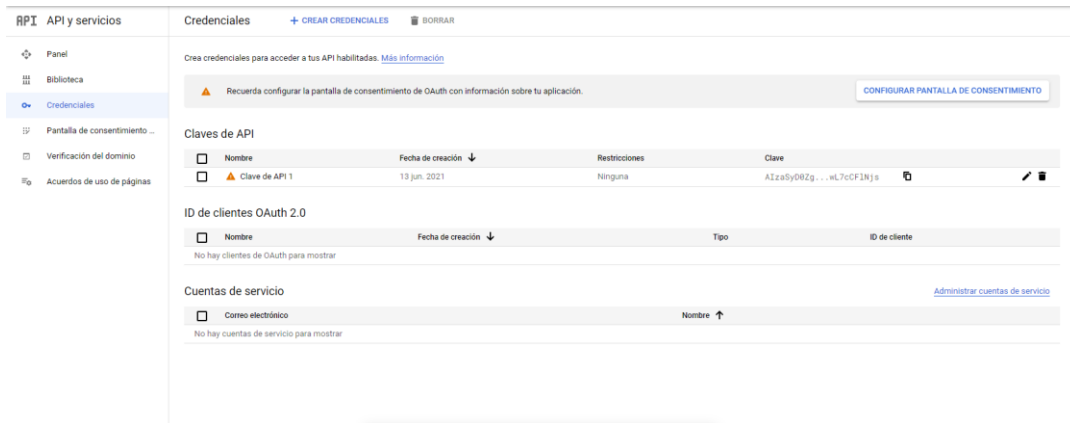 API API y servicios
Credenciales + CREAR CREDENCIALES BORRAR
Panel
Biblioteca
Credenciales
Pantalla de consentimiento ...
Verificación del dominio
Acuerdos de uso de páginas
Crea credenciales para acceder a tus API habilitadas. Más información
Recuerda configurar la pantalla de consentimiento de OAuth con información sobre tu aplicación. CONFIGURAR PANTALLA DE CONSENTIMIENTO
Claves de API
Nombre Fecha de creación Restricciones Clave
Clave de API 1 13 jun. 2021 Ninguna AIzaSyD0Zg...wL7cCFlNjs
ID de clientes OAuth 2.0
Nombre Fecha de creación Tipo ID de cliente
No hay clientes de OAuth para mostrar
Cuentas de servicio Administrar cuentas de servicio
Correo electrónico Nombre
No hay cuentas de servicio para mostrar